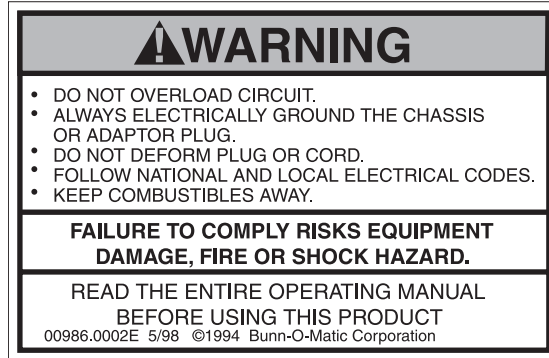 WARNING
• DO NOT OVERLOAD CIRCUIT.
• ALWAYS ELECTRICALLY GROUND THE CHASSIS
OR ADAPTOR PLUG.
• DO NOT DEFORM PLUG OR CORD.
• FOLLOW NATIONAL AND LOCAL ELECTRICAL CODES.
• KEEP COMBUSTIBLES AWAY.
FAILURE TO COMPLY RISKS EQUIPMENT
DAMAGE, FIRE OR SHOCK HAZARD.
READ THE ENTIRE OPERATING MANUAL
BEFORE USING THIS PRODUCT
00986.0002E 5/98 ©1994 Bunn-O-Matic Corporation